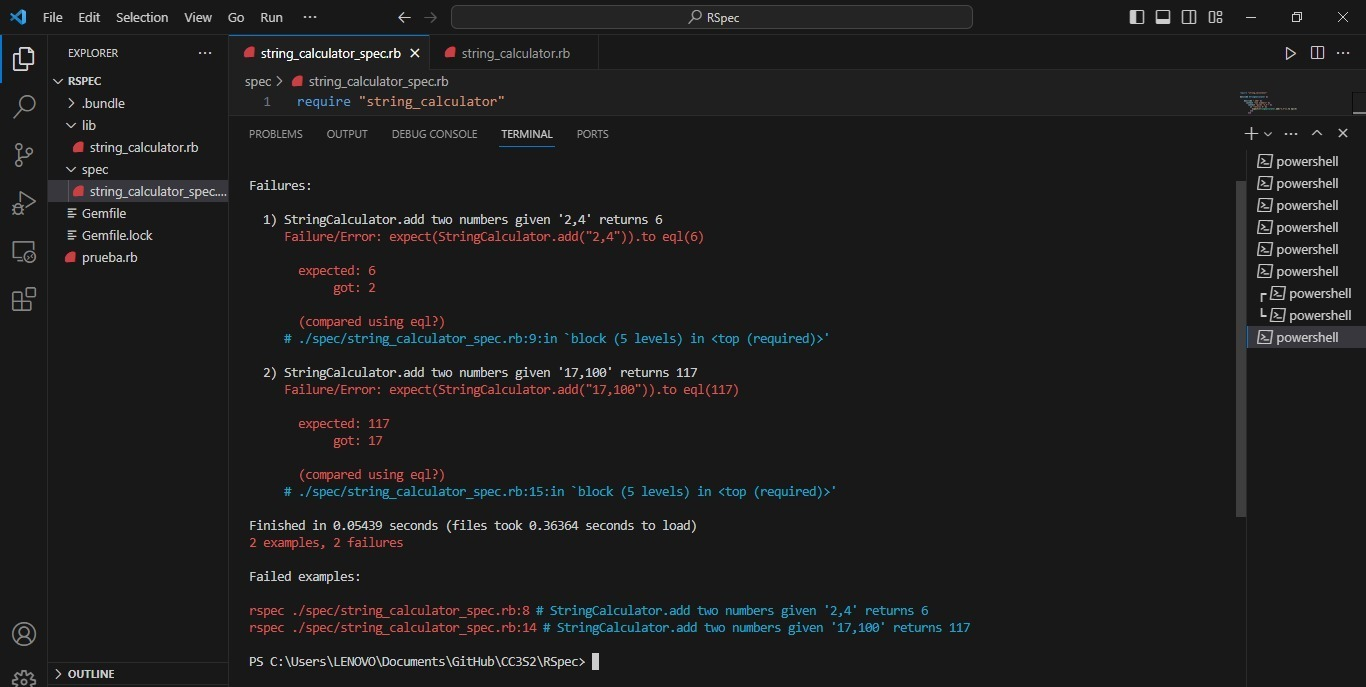 File Edit Selection View Go Run ···
RSpec
EXPLORER ···
RSPEC
.bundle
lib
string_calculator.rb
spec
string_calculator_spec....
Gemfile
Gemfile.lock
prueba.rb
OUTLINE
string_calculator_spec.rb
string_calculator.rb
spec > string_calculator_spec.rb
1 require "string_calculator"
PROBLEMS OUTPUT DEBUG CONSOLE TERMINAL PORTS
Failures:
1) StringCalculator.add two numbers given '2,4' returns 6
Failure/Error: expect(StringCalculator.add("2,4")).to eql(6)
expected: 6
got: 2
(compared using eql?)
# ./spec/string_calculator_spec.rb:9:in `block (5 levels) in <top (required)>'
2) StringCalculator.add two numbers given '17,100' returns 117
Failure/Error: expect(StringCalculator.add("17,100")).to eql(117)
expected: 117
got: 17
(compared using eql?)
# ./spec/string_calculator_spec.rb:15:in `block (5 levels) in <top (required)>'
Finished in 0.05439 seconds (files took 0.36364 seconds to load)
2 examples, 2 failures
Failed examples:
rspec ./spec/string_calculator_spec.rb:8 # StringCalculator.add two numbers given '2,4' returns 6
rspec ./spec/string_calculator_spec.rb:14 # StringCalculator.add two numbers given '17,100' returns 117
PS C:\Users\LENOVO\Documents\GitHub\CC3S2\RSpec>
powershell
powershell
powershell
powershell
powershell
powershell
powershell
powershell
powershell